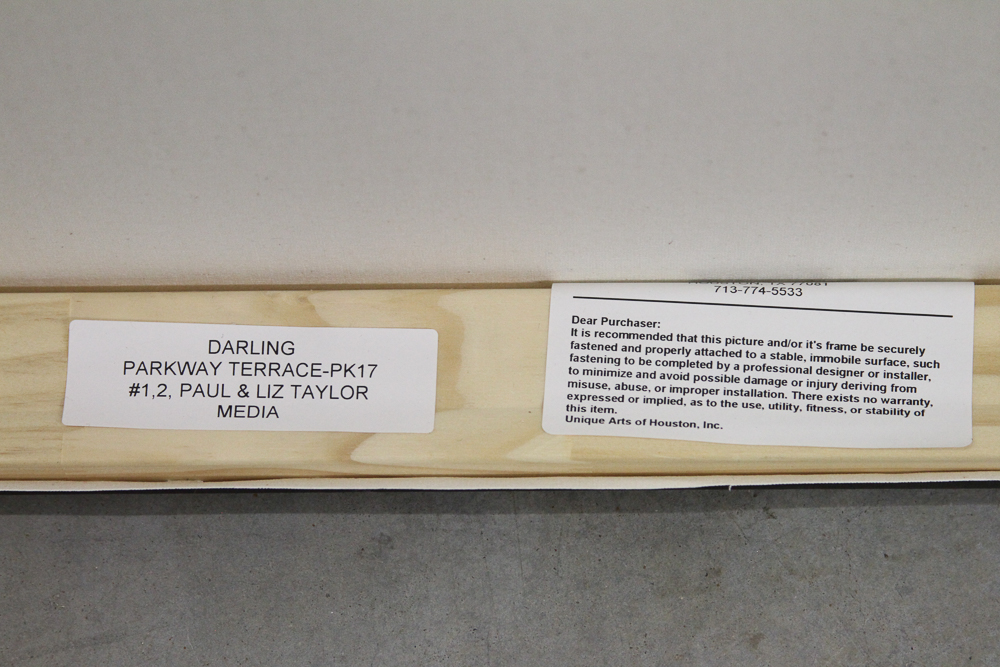 DARLING
PARKWAY TERRACE-PK17
#1,2, PAUL & LIZ TAYLOR
MEDIA
713-774-5533
Dear Purchaser:
It is recommended that this picture and/or it's frame be securely
fastened and properly attached to a stable, immobile surface, such
fastening to be completed by a professional designer or installer,
to minimize and avoid possible damage or injury deriving from
misuse, abuse, or improper installation. There exists no warranty,
expressed or implied, as to the use, utility, fitness, or stability of
this item.
Unique Arts of Houston, Inc.